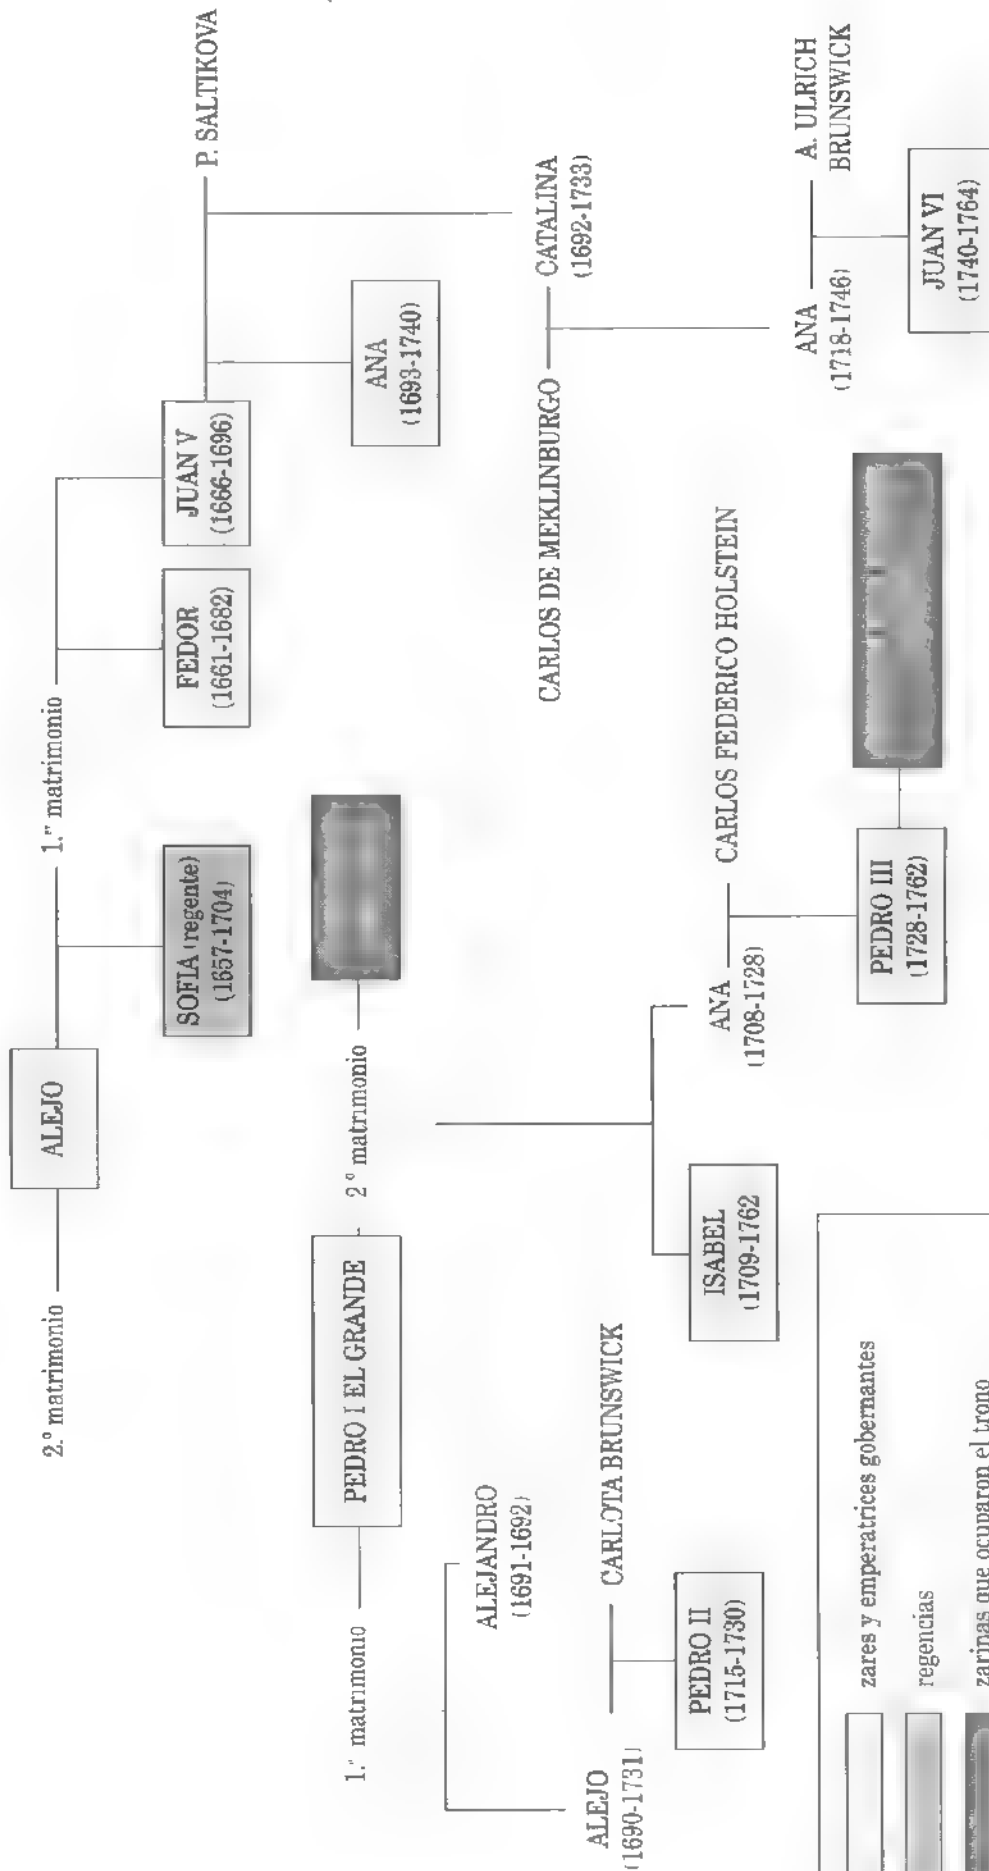 2.º matrimonio
ALEJO
1.er matrimonio
SOFIA (regente)
(1657-1704)
FEDOR
(1661-1682)
JUAN V
(1666-1696)
P. SALTIKOVA
1.er matrimonio
PEDRO I EL GRANDE
2º matrimonio
ANA
(1693-1740)
ALEJANDRO
(1691-1692)
CARLOS DE MEKLINBURGO
CATALINA
(1692-1733)
ALEJO
(1690-1731)
CARLOTA BRUNSWICK
ISABEL
(1709-1762
ANA
(1708-1728)
CARLOS FEDERICO HOLSTEIN
ANA
(1718-1746)
A. ULRICH
BRUNSWICK
PEDRO II
(1715-1730)
PEDRO III
(1728-1762)
JUAN VI
(1740-1764)
zares y emperatrices gobernantes
regencias
zarinas que ocuparon el trono